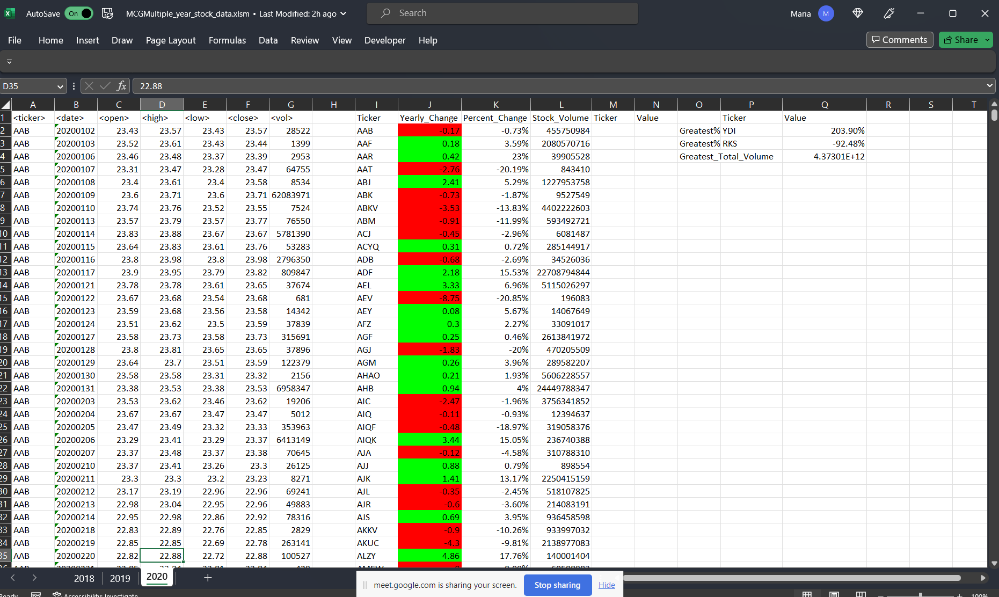 AutoSave On MCGMultiple_year_stock_data.xlsm • Last Modified: 2h ago Search Maria M
File Home Insert Draw Page Layout Formulas Data Review View Developer Help Comments Share
D35 fx 22.88
A B C D E F G H I J K L M N O P Q R S T
1 <ticker> <date> <open> <high> <low> <close> <vol> Ticker Yearly_Change Percent_Change Stock_Volume Ticker Value Ticker Value
2 AAB 20200102 23.43 23.57 23.43 23.57 28522 AAB -0.17 -0.73% 455750984 Greatest% YDI 203.90%
3 AAB 20200103 23.52 23.61 23.43 23.44 1399 AAF 0.18 3.59% 2080570716 Greatest% RKS -92.48%
4 AAB 20200106 23.46 23.48 23.37 23.39 2953 AAR 0.42 23% 39905528 Greatest_Total_Volume 4.37301E+12
5 AAB 20200107 23.31 23.47 23.28 23.47 64755 AAT -2.76 -20.19% 843410
6 AAB 20200108 23.4 23.61 23.4 23.58 8534 ABJ 2.41 5.29% 1227953758
7 AAB 20200109 23.6 23.71 23.6 23.71 62083971 ABK -0.73 -1.87% 9527549
8 AAB 20200110 23.74 23.76 23.52 23.55 7524 ABKV -3.53 -13.83% 4402222603
9 AAB 20200113 23.57 23.79 23.57 23.77 76550 ABM -0.91 -11.99% 593492721
10 AAB 20200114 23.83 23.88 23.67 23.67 5781390 ACJ -0.45 -2.96% 6081487
11 AAB 20200115 23.64 23.83 23.61 23.76 53283 ACYQ 0.31 0.72% 285144917
12 AAB 20200116 23.8 23.98 23.8 23.98 2796350 ADB -0.68 -2.69% 34526036
13 AAB 20200117 23.9 23.95 23.79 23.82 809847 ADF 2.18 15.53% 22708794844
14 AAB 20200121 23.78 23.78 23.61 23.65 37674 AEL 3.33 6.96% 5115026297
15 AAB 20200122 23.67 23.68 23.54 23.68 681 AEV -8.75 -20.85% 196083
16 AAB 20200123 23.59 23.68 23.56 23.58 14342 AEY 0.08 5.67% 14067649
17 AAB 20200124 23.51 23.62 23.5 23.59 37839 AFZ 0.3 2.27% 33091017
18 AAB 20200127 23.58 23.73 23.58 23.73 315691 AGF 0.25 0.46% 2613841972
19 AAB 20200128 23.8 23.81 23.65 23.65 37896 AGJ -1.83 -20% 470205509
20 AAB 20200129 23.64 23.7 23.51 23.59 122379 AGM 0.26 3.96% 289582207
21 AAB 20200130 23.58 23.58 23.31 23.32 2156 AHAO 0.21 1.93% 5606228557
22 AAB 20200131 23.38 23.53 23.38 23.53 6958347 AHB 0.94 4% 24449788347
23 AAB 20200203 23.53 23.62 23.46 23.62 19206 AIC -2.47 -1.96% 3756341852
24 AAB 20200204 23.67 23.67 23.47 23.47 5012 AIQ -0.11 -0.93% 12394637
25 AAB 20200205 23.47 23.49 23.32 23.33 353963 AIQF -0.48 -18.97% 319058376
26 AAB 20200206 23.29 23.41 23.29 23.37 6413149 AIQK 3.44 15.05% 236740388
27 AAB 20200207 23.37 23.48 23.37 23.38 70645 AJA -0.12 -4.58% 310788310
28 AAB 20200210 23.37 23.41 23.26 23.3 26125 AJJ 0.88 0.79% 898554
29 AAB 20200211 23.3 23.3 23.2 23.23 8271 AJK 1.41 13.17% 2250415159
30 AAB 20200212 23.17 23.19 22.96 22.96 69241 AJL -0.35 -2.45% 518107825
31 AAB 20200213 22.98 23.04 22.95 22.96 49883 AJR -0.6 -3.60% 214083191
32 AAB 20200214 22.95 22.98 22.86 22.92 78316 AJS 0.69 3.95% 936458598
33 AAB 20200218 22.83 22.89 22.76 22.85 2829 AKKV -0.9 -10.26% 933997032
34 AAB 20200219 22.85 22.85 22.69 22.78 263141 AKUC -4.3 -9.81% 2138977083
35 AAB 20200220 22.82 22.88 22.72 22.88 100527 ALZY 4.86 17.76% 140001404
2018 2019 2020
meet.google.com is sharing your screen. Stop sharing Hide
Accessibility: Investigate 100%